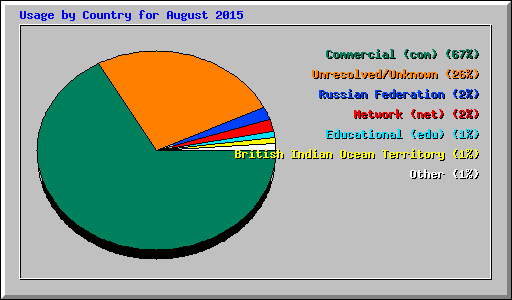 Usage by Country for August 2015
Commercial (com) (67%)
Unresolved/Unknown (26%)
Russian Federation (2%)
Network (net) (2%)
Educational (edu) (1%)
British Indian Ocean Territory (1%)
Other (1%)